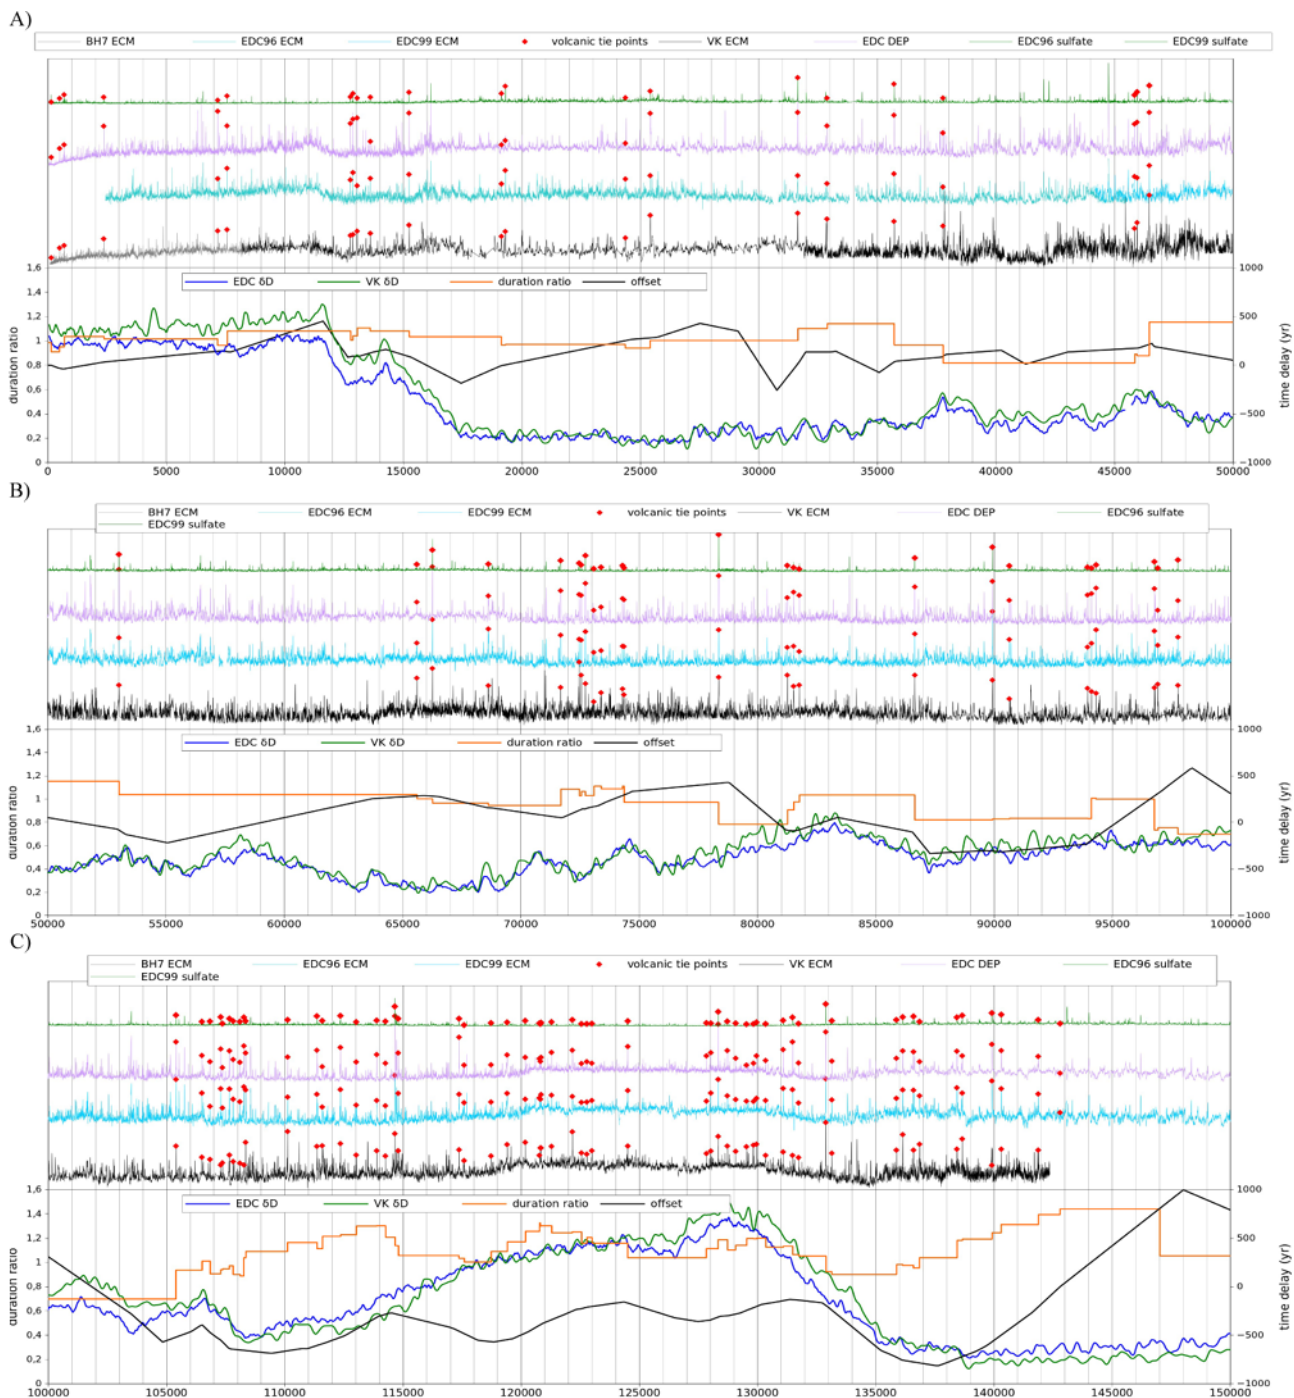 A)
BH7 ECM EDC96 ECM EDC99 ECM volcanic tie points VK ECM EDC DEP EDC96 sulfate EDC99 sulfate
EDC δD VK δD duration ratio offset
1,6 1000
1,4
1,2 500
1
0,8 0
0,6
0,4 −500
0,2
0 −1000
duration ratio
time delay (yr)
0 5000 10000 15000 20000 25000 30000 35000 40000 45000 50000
B)
BH7 ECM EDC96 ECM EDC99 ECM volcanic tie points VK ECM EDC DEP EDC96 sulfate
EDC99 sulfate
EDC δD VK δD duration ratio offset
1,6 1000
1,4
1,2 500
1
0,8 0
0,6
0,4 −500
0,2
0 −1000
duration ratio
time delay (yr)
50000 55000 60000 65000 70000 75000 80000 85000 90000 95000 100000
C)
BH7 ECM EDC96 ECM EDC99 ECM volcanic tie points VK ECM EDC DEP EDC96 sulfate
EDC99 sulfate
EDC δD VK δD duration ratio offset
1,6 1000
1,4
1,2 500
1
0,8 0
0,6
0,4 −500
0,2
0 −1000
duration ratio
time delay (yr)
100000 105000 110000 115000 120000 125000 130000 135000 140000 145000 150000